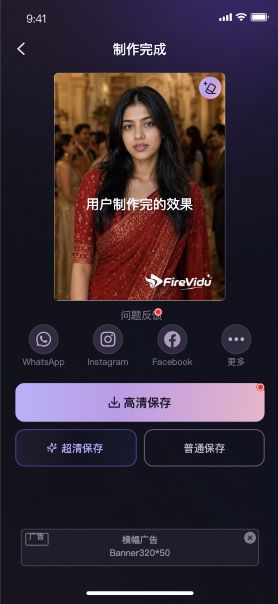 9:41
制作完成
用户制作完的效果
FireVidu
问题反馈
WhatsApp
Instagram
Facebook
更多
高清保存
超清保存
普通保存
广告
横幅广告
Banner320*50